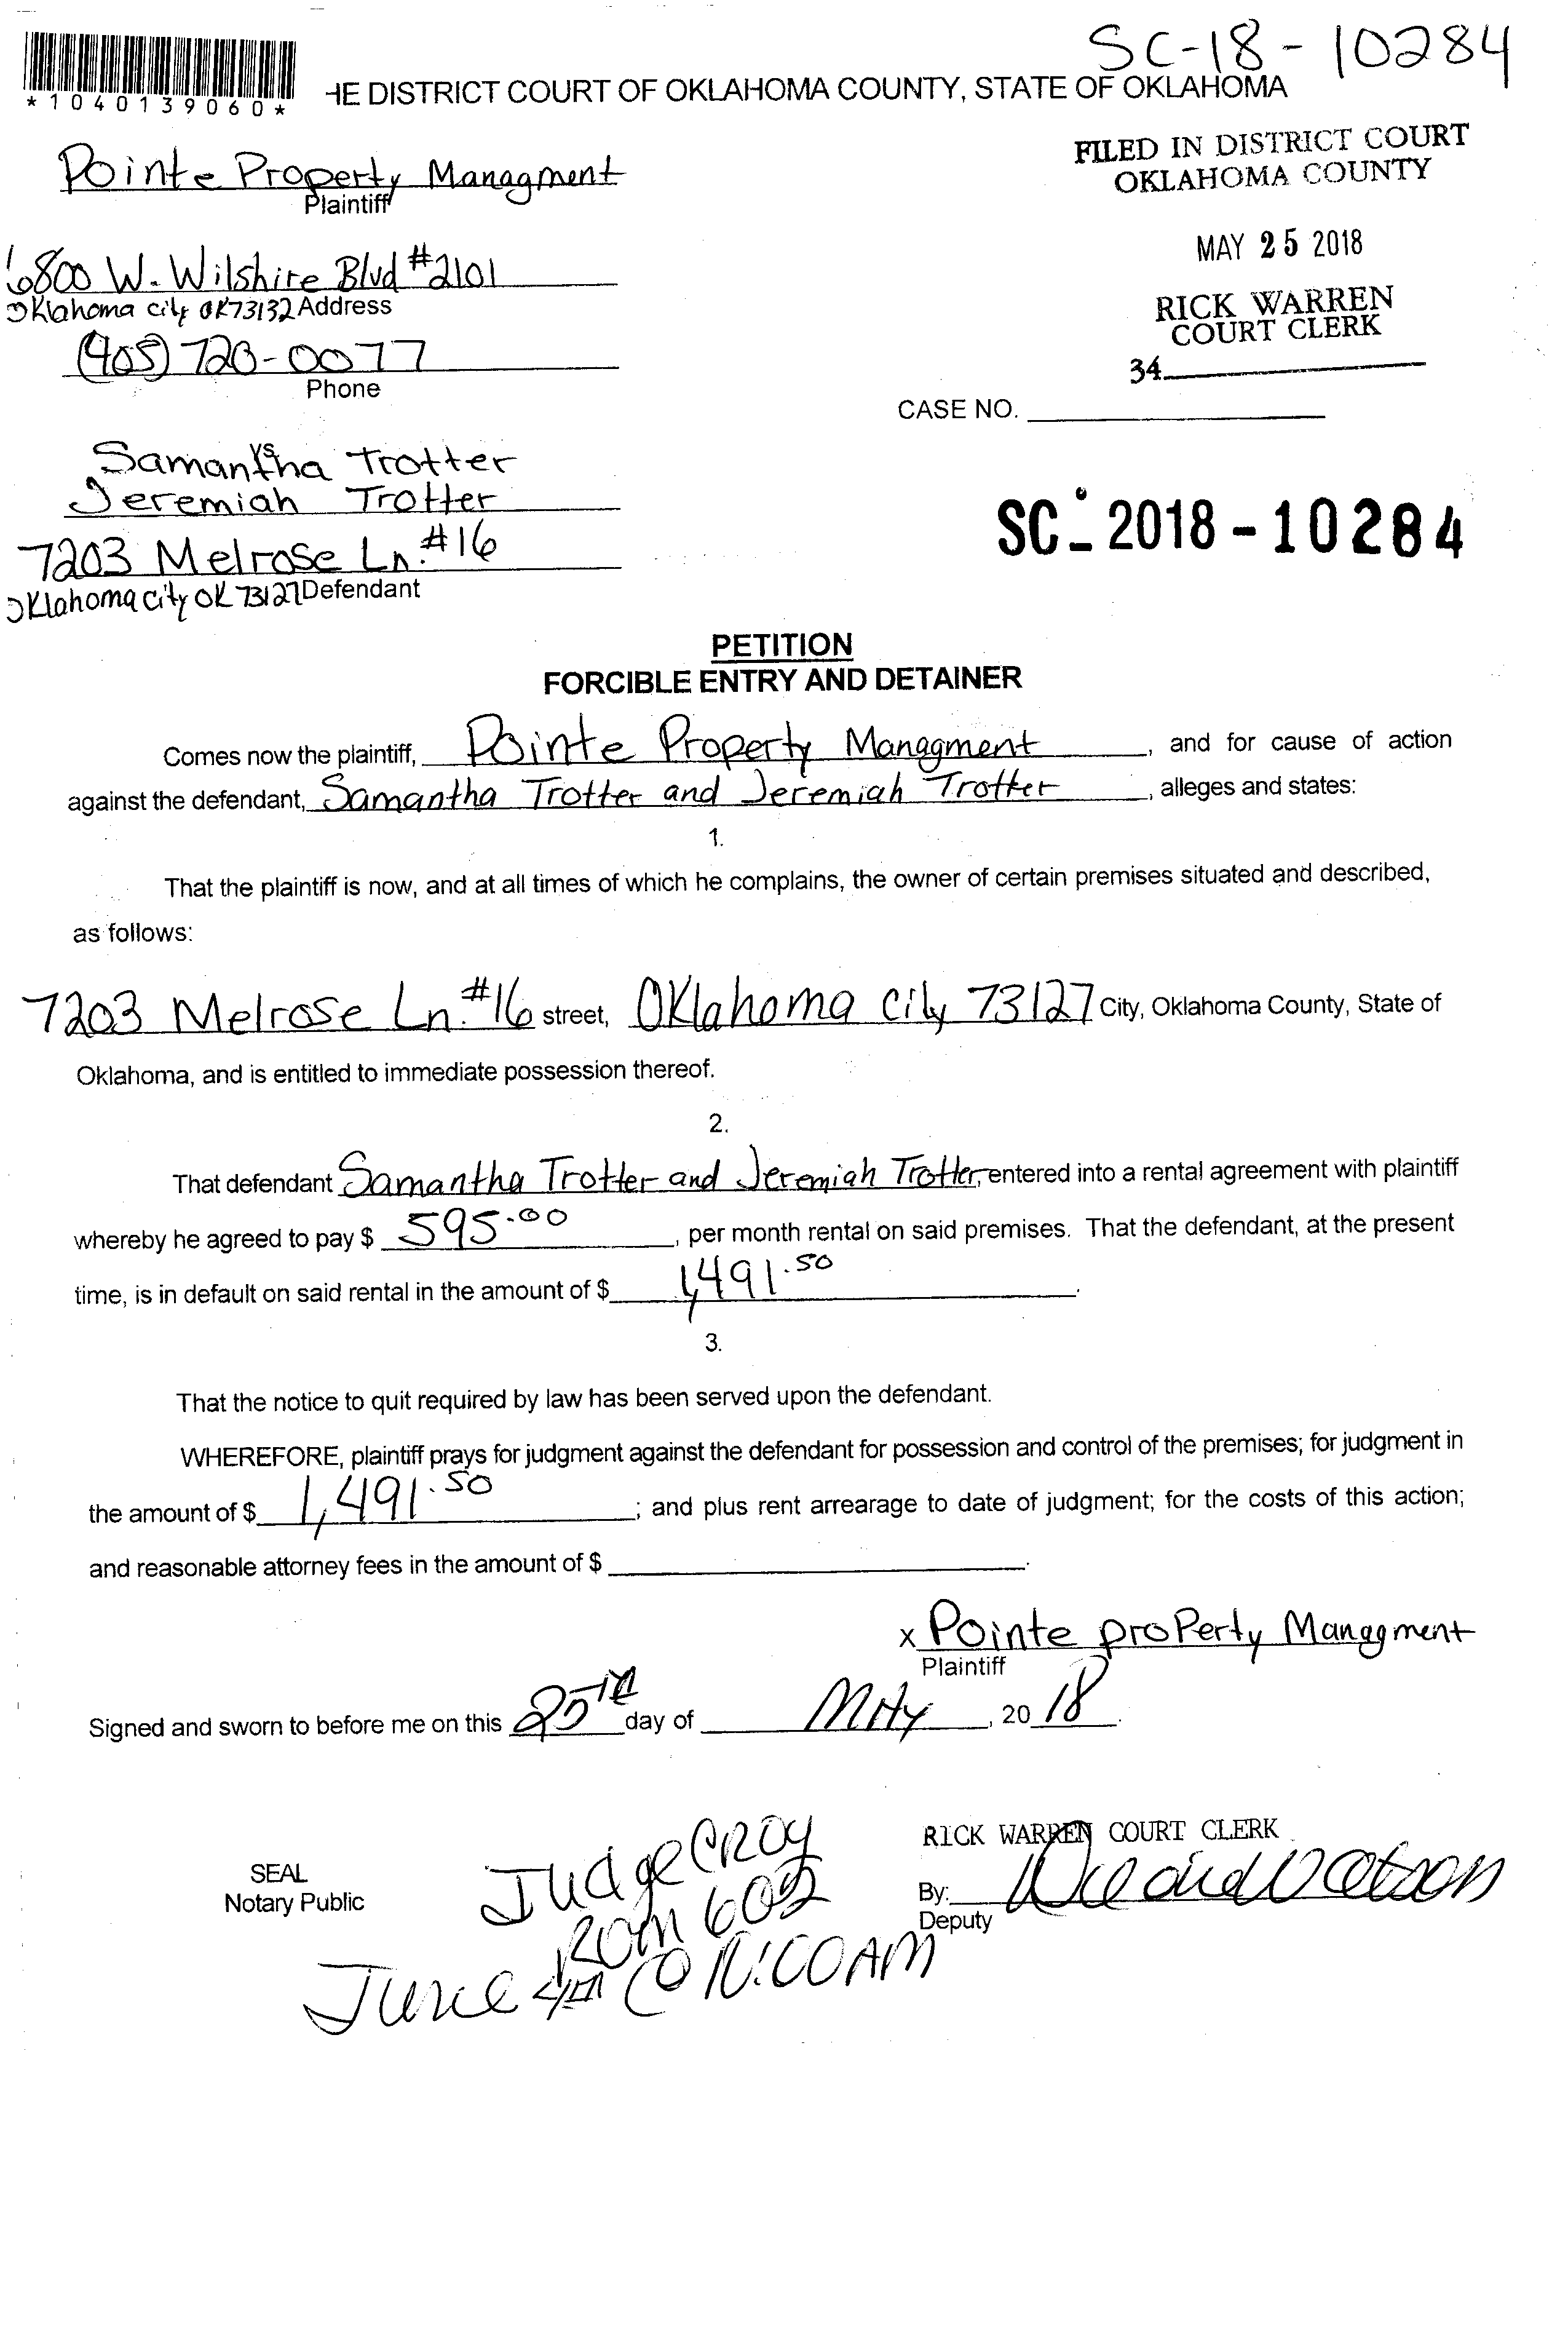 SC-18-10284
*1040139060*
HE DISTRICT COURT OF OKLAHOMA COUNTY, STATE OF OKLAHOMA
Pointe Property Managment
Plaintiff
FILED IN DISTRICT COURT
OKLAHOMA COUNTY
MAY 25 2018
RICK WARREN
COURT CLERK
34
6800 W. Wilshire Blvd #2101
Oklahoma city OK 73132 Address
(405) 720-0077
Phone
CASE NO.
vs
Samantha Trotter
Jeremiah Trotter
7203 Melrose Ln. #16
Oklahoma City OK 73127 Defendant
SC-2018-10284
PETITION
FORCIBLE ENTRY AND DETAINER
Comes now the plaintiff, Pointe Property Managment, and for cause of action
against the defendant, Samantha Trotter and Jeremiah Trotter, alleges and states:
1.
That the plaintiff is now, and at all times of which he complains, the owner of certain premises situated and described,
as follows:
7203 Melrose Ln. #16 street, Oklahoma city 73127 City, Oklahoma County, State of
Oklahoma, and is entitled to immediate possession thereof.
2.
That defendant Samantha Trotter and Jeremiah Trotter, entered into a rental agreement with plaintiff
whereby he agreed to pay $ 595.00, per month rental on said premises. That the defendant, at the present
time, is in default on said rental in the amount of $ 1,491.50.
3.
That the notice to quit required by law has been served upon the defendant.
WHEREFORE, plaintiff prays for judgment against the defendant for possession and control of the premises; for judgment in
the amount of $ 1,491.50; and plus rent arrearage to date of judgment; for the costs of this action;
and reasonable attorney fees in the amount of $.
x Pointe proPerty Managment
Plaintiff
Signed and sworn to before me on this 25TH day of MAy, 20 18.
RICK WARREN COURT CLERK
SEAL
Notary Public
By:
Deputy
Judge CROY
ROM 602
June 4TH @ 10:00 AM